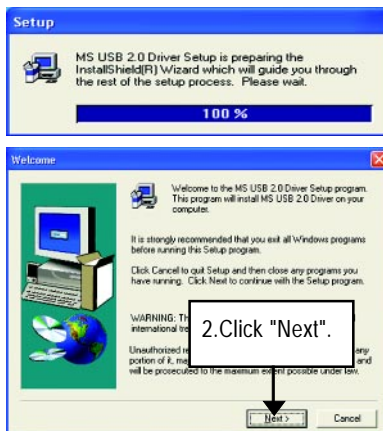 Setup
MS USB 2.0 Driver Setup is preparing the
InstallShield(R) Wizard which will guide you through
the rest of the setup process. Please wait.
100 %
Welcome
Welcome to the MS USB 2.0 Driver Setup program.
This program will install MS USB 2.0 Driver on your
computer.
It is strongly recommended that you exit all Windows programs
before running this Setup program.
Click Cancel to quit Setup and then close any programs you
have running. Click Next to continue with the Setup program.
WARNING:
international
2.Click "Next".
Unauthorized any
portion of it, and
will be prosecuted to the maximum extent possible under law.
Next >
Cancel